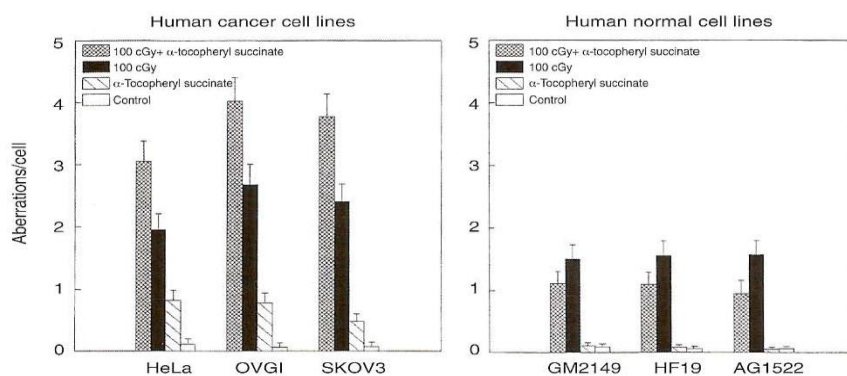 Human cancer cell lines
5
4
3
2
1
0
Aberrations/cell
100 cGy+ α-tocopheryl succinate
100 cGy
α-Tocopheryl succinate
Control
HeLa OVGI SKOV3
Human normal cell lines
5
4
3
2
1
0
100 cGy+ α-tocopheryl succinate
100 cGy
α-Tocopheryl succinate
Control
GM2149 HF19 AG1522